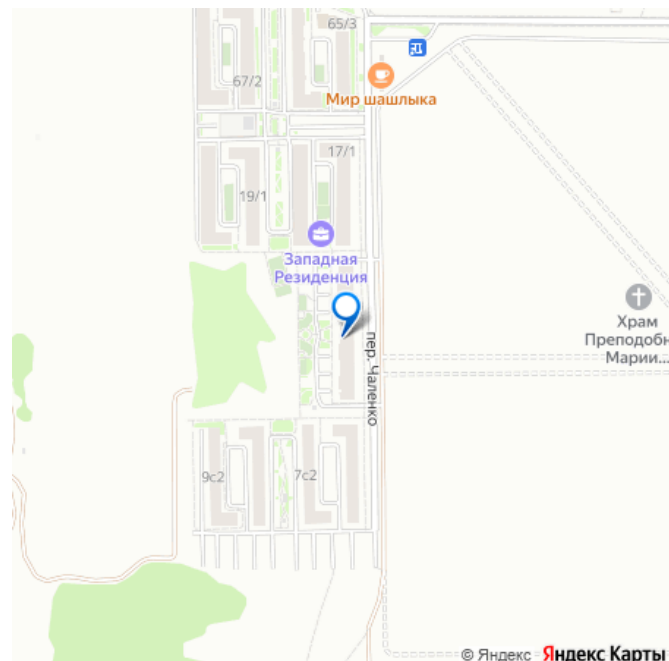 65/3
67/2
Мир шашлыка
17/1
19/1
Западная
Резиденция
Храм
Преподобн
Марии...
пер. Чаленко
9с2
7с2
© Яндекс Яндекс Карты